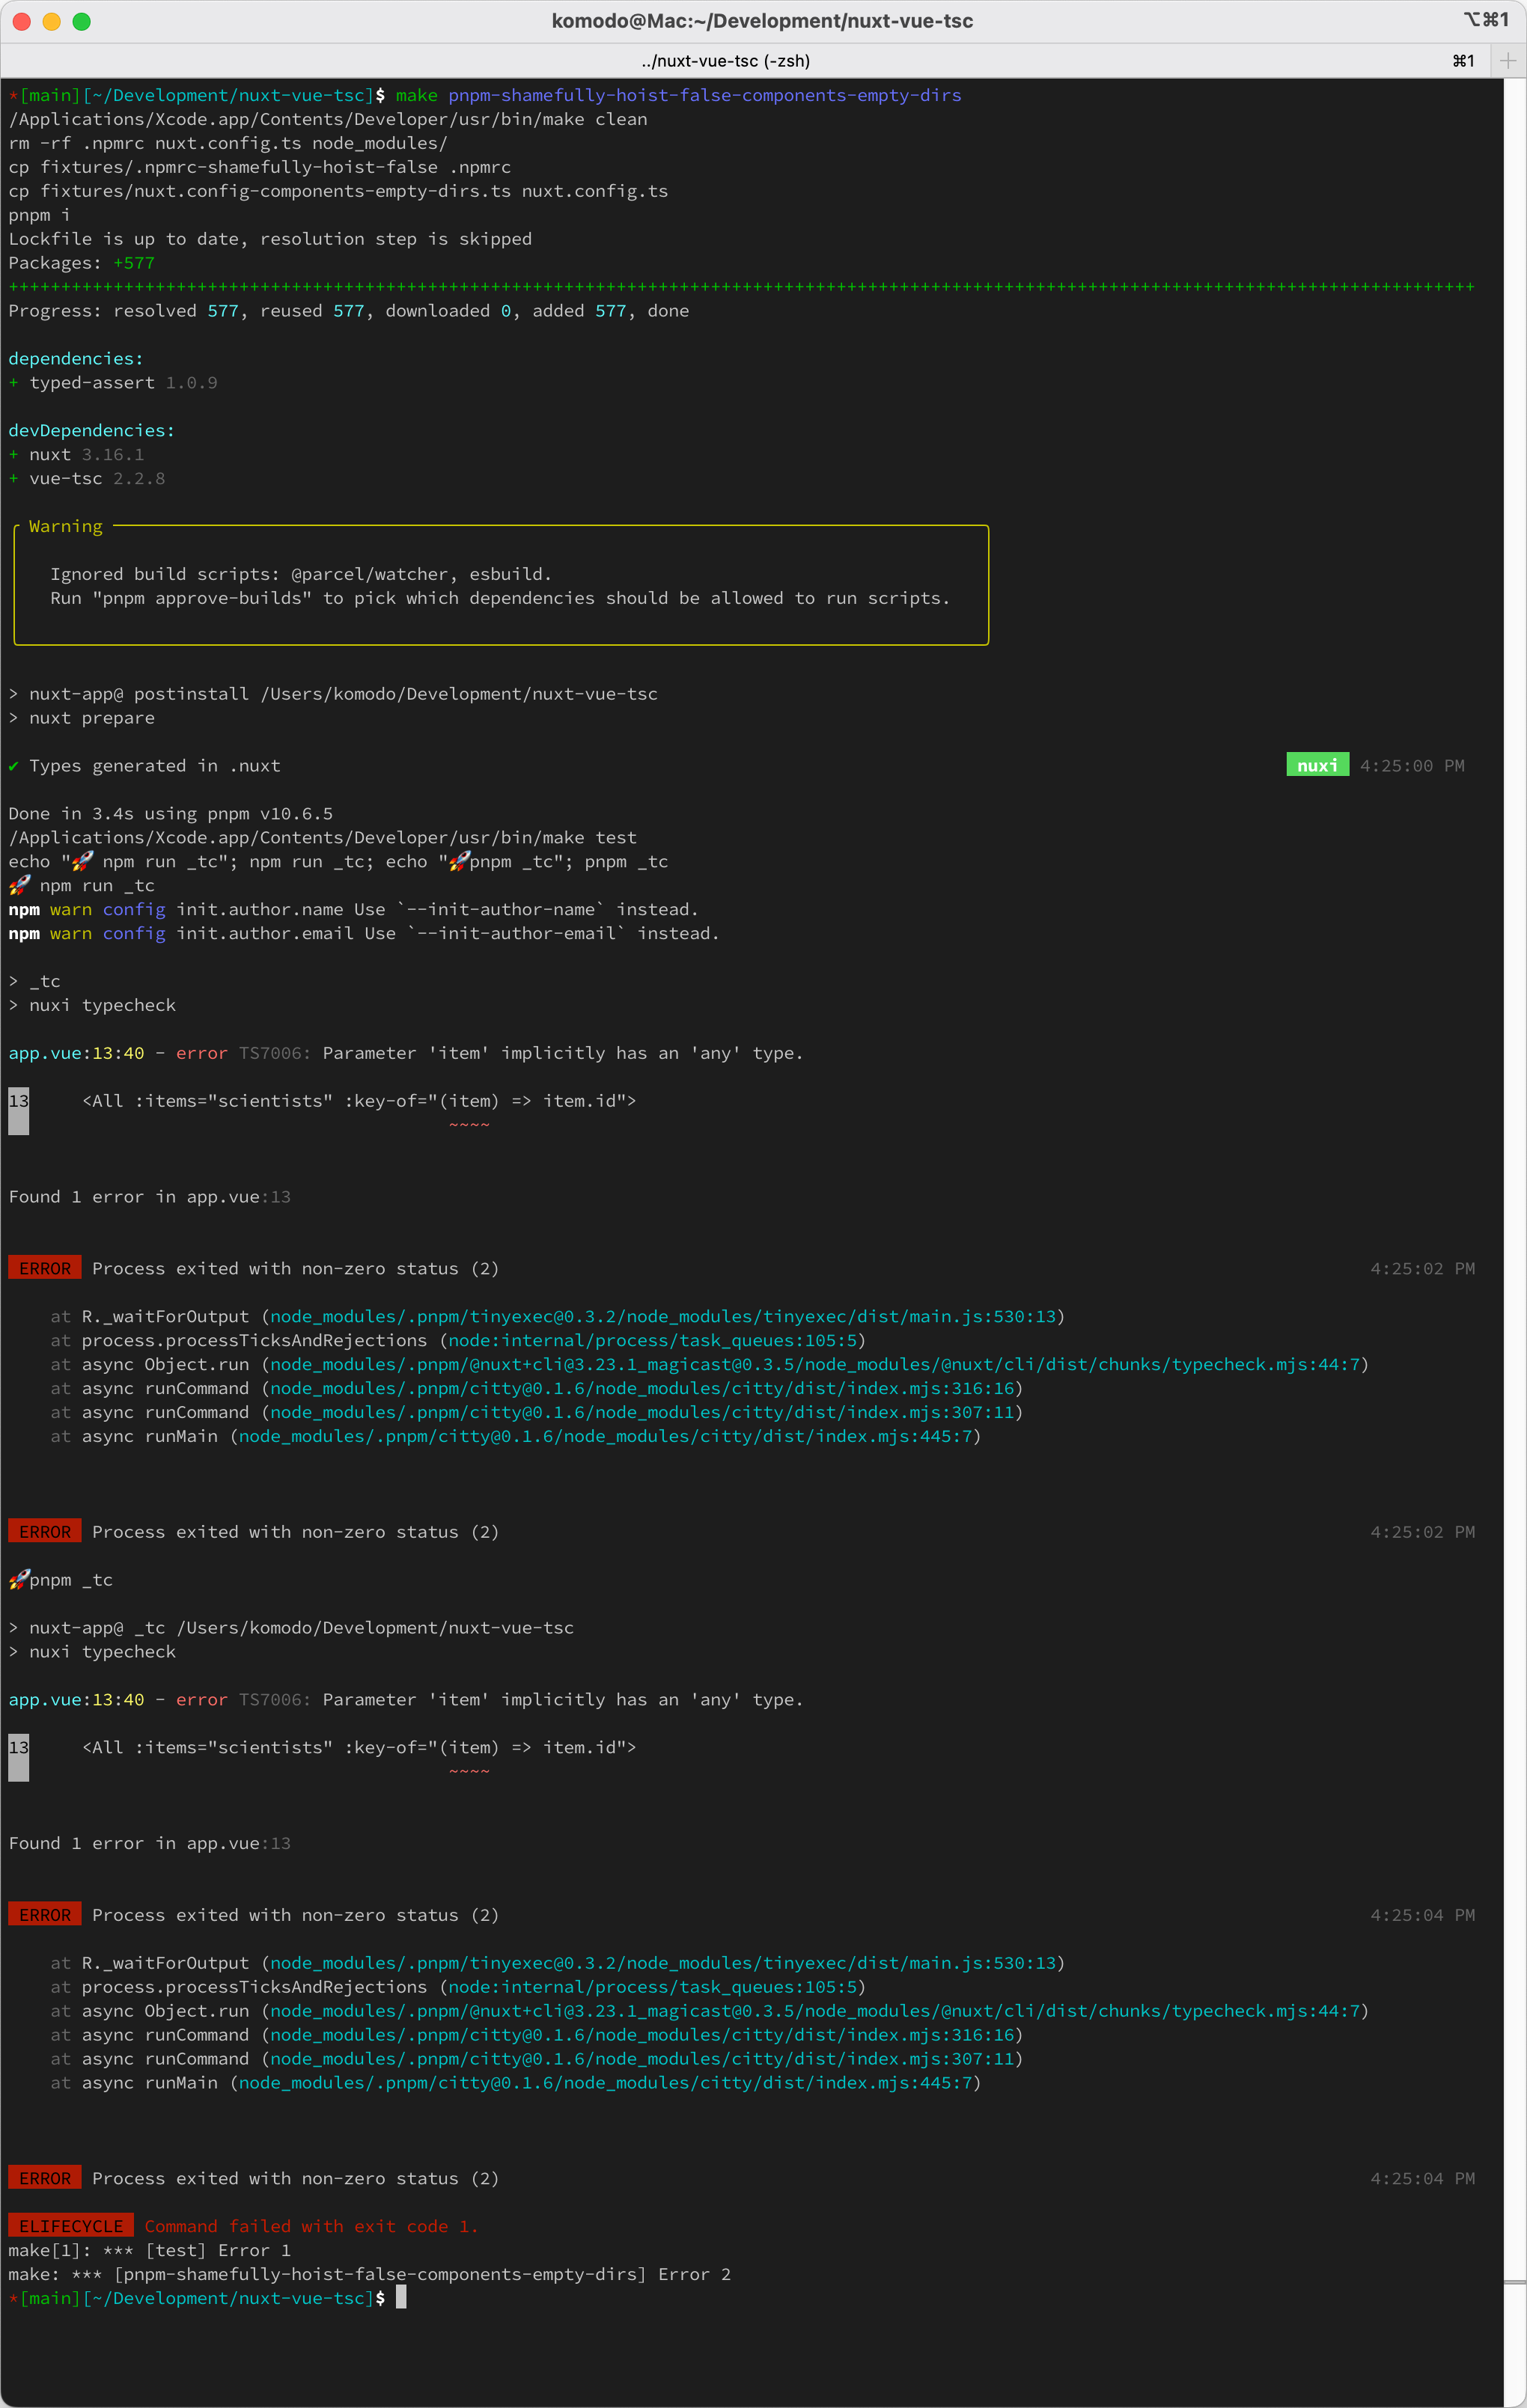 komodo@Mac:~/Development/nuxt-vue-tsc ⌥⌘1
../nuxt-vue-tsc (-zsh) ⌘1
*[main][~/Development/nuxt-vue-tsc]$ make pnpm-shamefully-hoist-false-components-empty-dirs
/Applications/Xcode.app/Contents/Developer/usr/bin/make clean
rm -rf .npmrc nuxt.config.ts node_modules/
cp fixtures/.npmrc-shamefully-hoist-false .npmrc
cp fixtures/nuxt.config-components-empty-dirs.ts nuxt.config.ts
pnpm i
Lockfile is up to date, resolution step is skipped
Packages: +577
++++++++++++++++++++++++++++++++++++++++++++++++++++++++++++++++++++++++++++++++++++++++++++++++++++++++++++++++++++++++++++++++++++++++++++
Progress: resolved 577, reused 577, downloaded 0, added 577, done
dependencies:
+ typed-assert 1.0.9
devDependencies:
+ nuxt 3.16.1
+ vue-tsc 2.2.8
Warning
Ignored build scripts: @parcel/watcher, esbuild.
Run "pnpm approve-builds" to pick which dependencies should be allowed to run scripts.
> nuxt-app@ postinstall /Users/komodo/Development/nuxt-vue-tsc
> nuxt prepare
✔ Types generated in .nuxt nuxi 4:25:00 PM
Done in 3.4s using pnpm v10.6.5
/Applications/Xcode.app/Contents/Developer/usr/bin/make test
echo "🚀 npm run _tc"; npm run _tc; echo "🚀pnpm _tc"; pnpm _tc
🚀 npm run _tc
npm warn config init.author.name Use `--init-author-name` instead.
npm warn config init.author.email Use `--init-author-email` instead.
> _tc
> nuxi typecheck
app.vue:13:40 - error TS7006: Parameter 'item' implicitly has an 'any' type.
13 <All :items="scientists" :key-of="(item) => item.id">
~~~~
Found 1 error in app.vue:13
ERROR Process exited with non-zero status (2) 4:25:02 PM
at R._waitForOutput (node_modules/.pnpm/tinyexec@0.3.2/node_modules/tinyexec/dist/main.js:530:13)
at process.processTicksAndRejections (node:internal/process/task_queues:105:5)
at async Object.run (node_modules/.pnpm/@nuxt+cli@3.23.1_magicast@0.3.5/node_modules/@nuxt/cli/dist/chunks/typecheck.mjs:44:7)
at async runCommand (node_modules/.pnpm/citty@0.1.6/node_modules/citty/dist/index.mjs:316:16)
at async runCommand (node_modules/.pnpm/citty@0.1.6/node_modules/citty/dist/index.mjs:307:11)
at async runMain (node_modules/.pnpm/citty@0.1.6/node_modules/citty/dist/index.mjs:445:7)
ERROR Process exited with non-zero status (2) 4:25:02 PM
🚀pnpm _tc
> nuxt-app@ _tc /Users/komodo/Development/nuxt-vue-tsc
> nuxi typecheck
app.vue:13:40 - error TS7006: Parameter 'item' implicitly has an 'any' type.
13 <All :items="scientists" :key-of="(item) => item.id">
~~~~
Found 1 error in app.vue:13
ERROR Process exited with non-zero status (2) 4:25:04 PM
at R._waitForOutput (node_modules/.pnpm/tinyexec@0.3.2/node_modules/tinyexec/dist/main.js:530:13)
at process.processTicksAndRejections (node:internal/process/task_queues:105:5)
at async Object.run (node_modules/.pnpm/@nuxt+cli@3.23.1_magicast@0.3.5/node_modules/@nuxt/cli/dist/chunks/typecheck.mjs:44:7)
at async runCommand (node_modules/.pnpm/citty@0.1.6/node_modules/citty/dist/index.mjs:316:16)
at async runCommand (node_modules/.pnpm/citty@0.1.6/node_modules/citty/dist/index.mjs:307:11)
at async runMain (node_modules/.pnpm/citty@0.1.6/node_modules/citty/dist/index.mjs:445:7)
ERROR Process exited with non-zero status (2) 4:25:04 PM
ELIFECYCLE Command failed with exit code 1.
make[1]: *** [test] Error 1
make: *** [pnpm-shamefully-hoist-false-components-empty-dirs] Error 2
*[main][~/Development/nuxt-vue-tsc]$